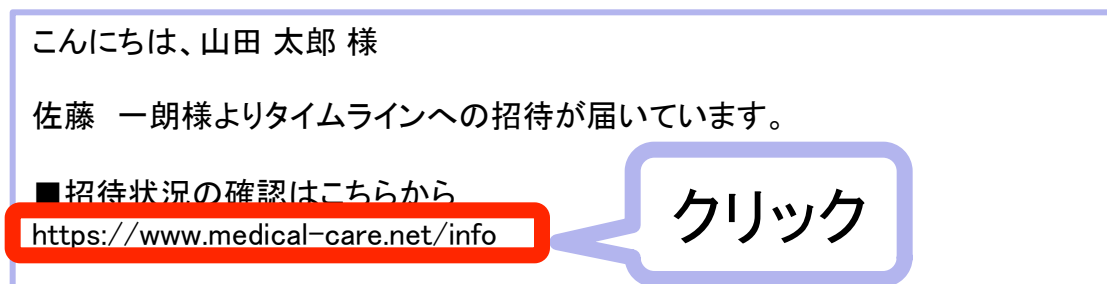 こんにちは、山田 太郎 様
佐藤　一朗様よりタイムラインへの招待が届いています。
■招待状況の確認はこちらから
https://www.medical-care.net/info
クリック